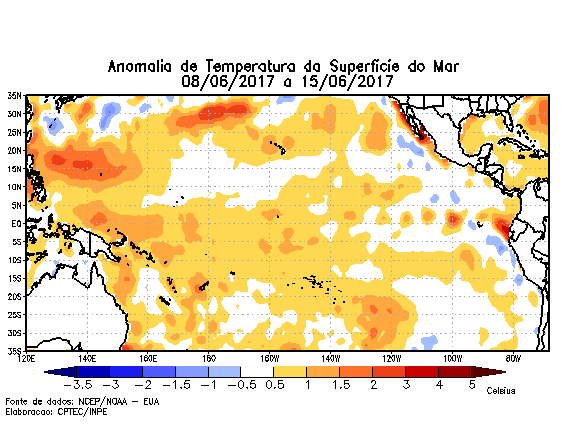 Anomalia de Temperatura da Superfície do Mar
08/06/2017 a 15/06/2017
35N
30N
25N
20N
15N
10N
5N
EQ
5S
10S
15S
20S
25S
30S
35S
120E 140E 160E 180E 160W 140W 120W 100W 80W
-3.5 -3 -2 -1.5 -1 -0.5 0.5 1 1.5 2 3 4 5
Celsius
Fonte de dados: NCEP/NOAA - EUA
Elaboracao: CPTEC/INPE